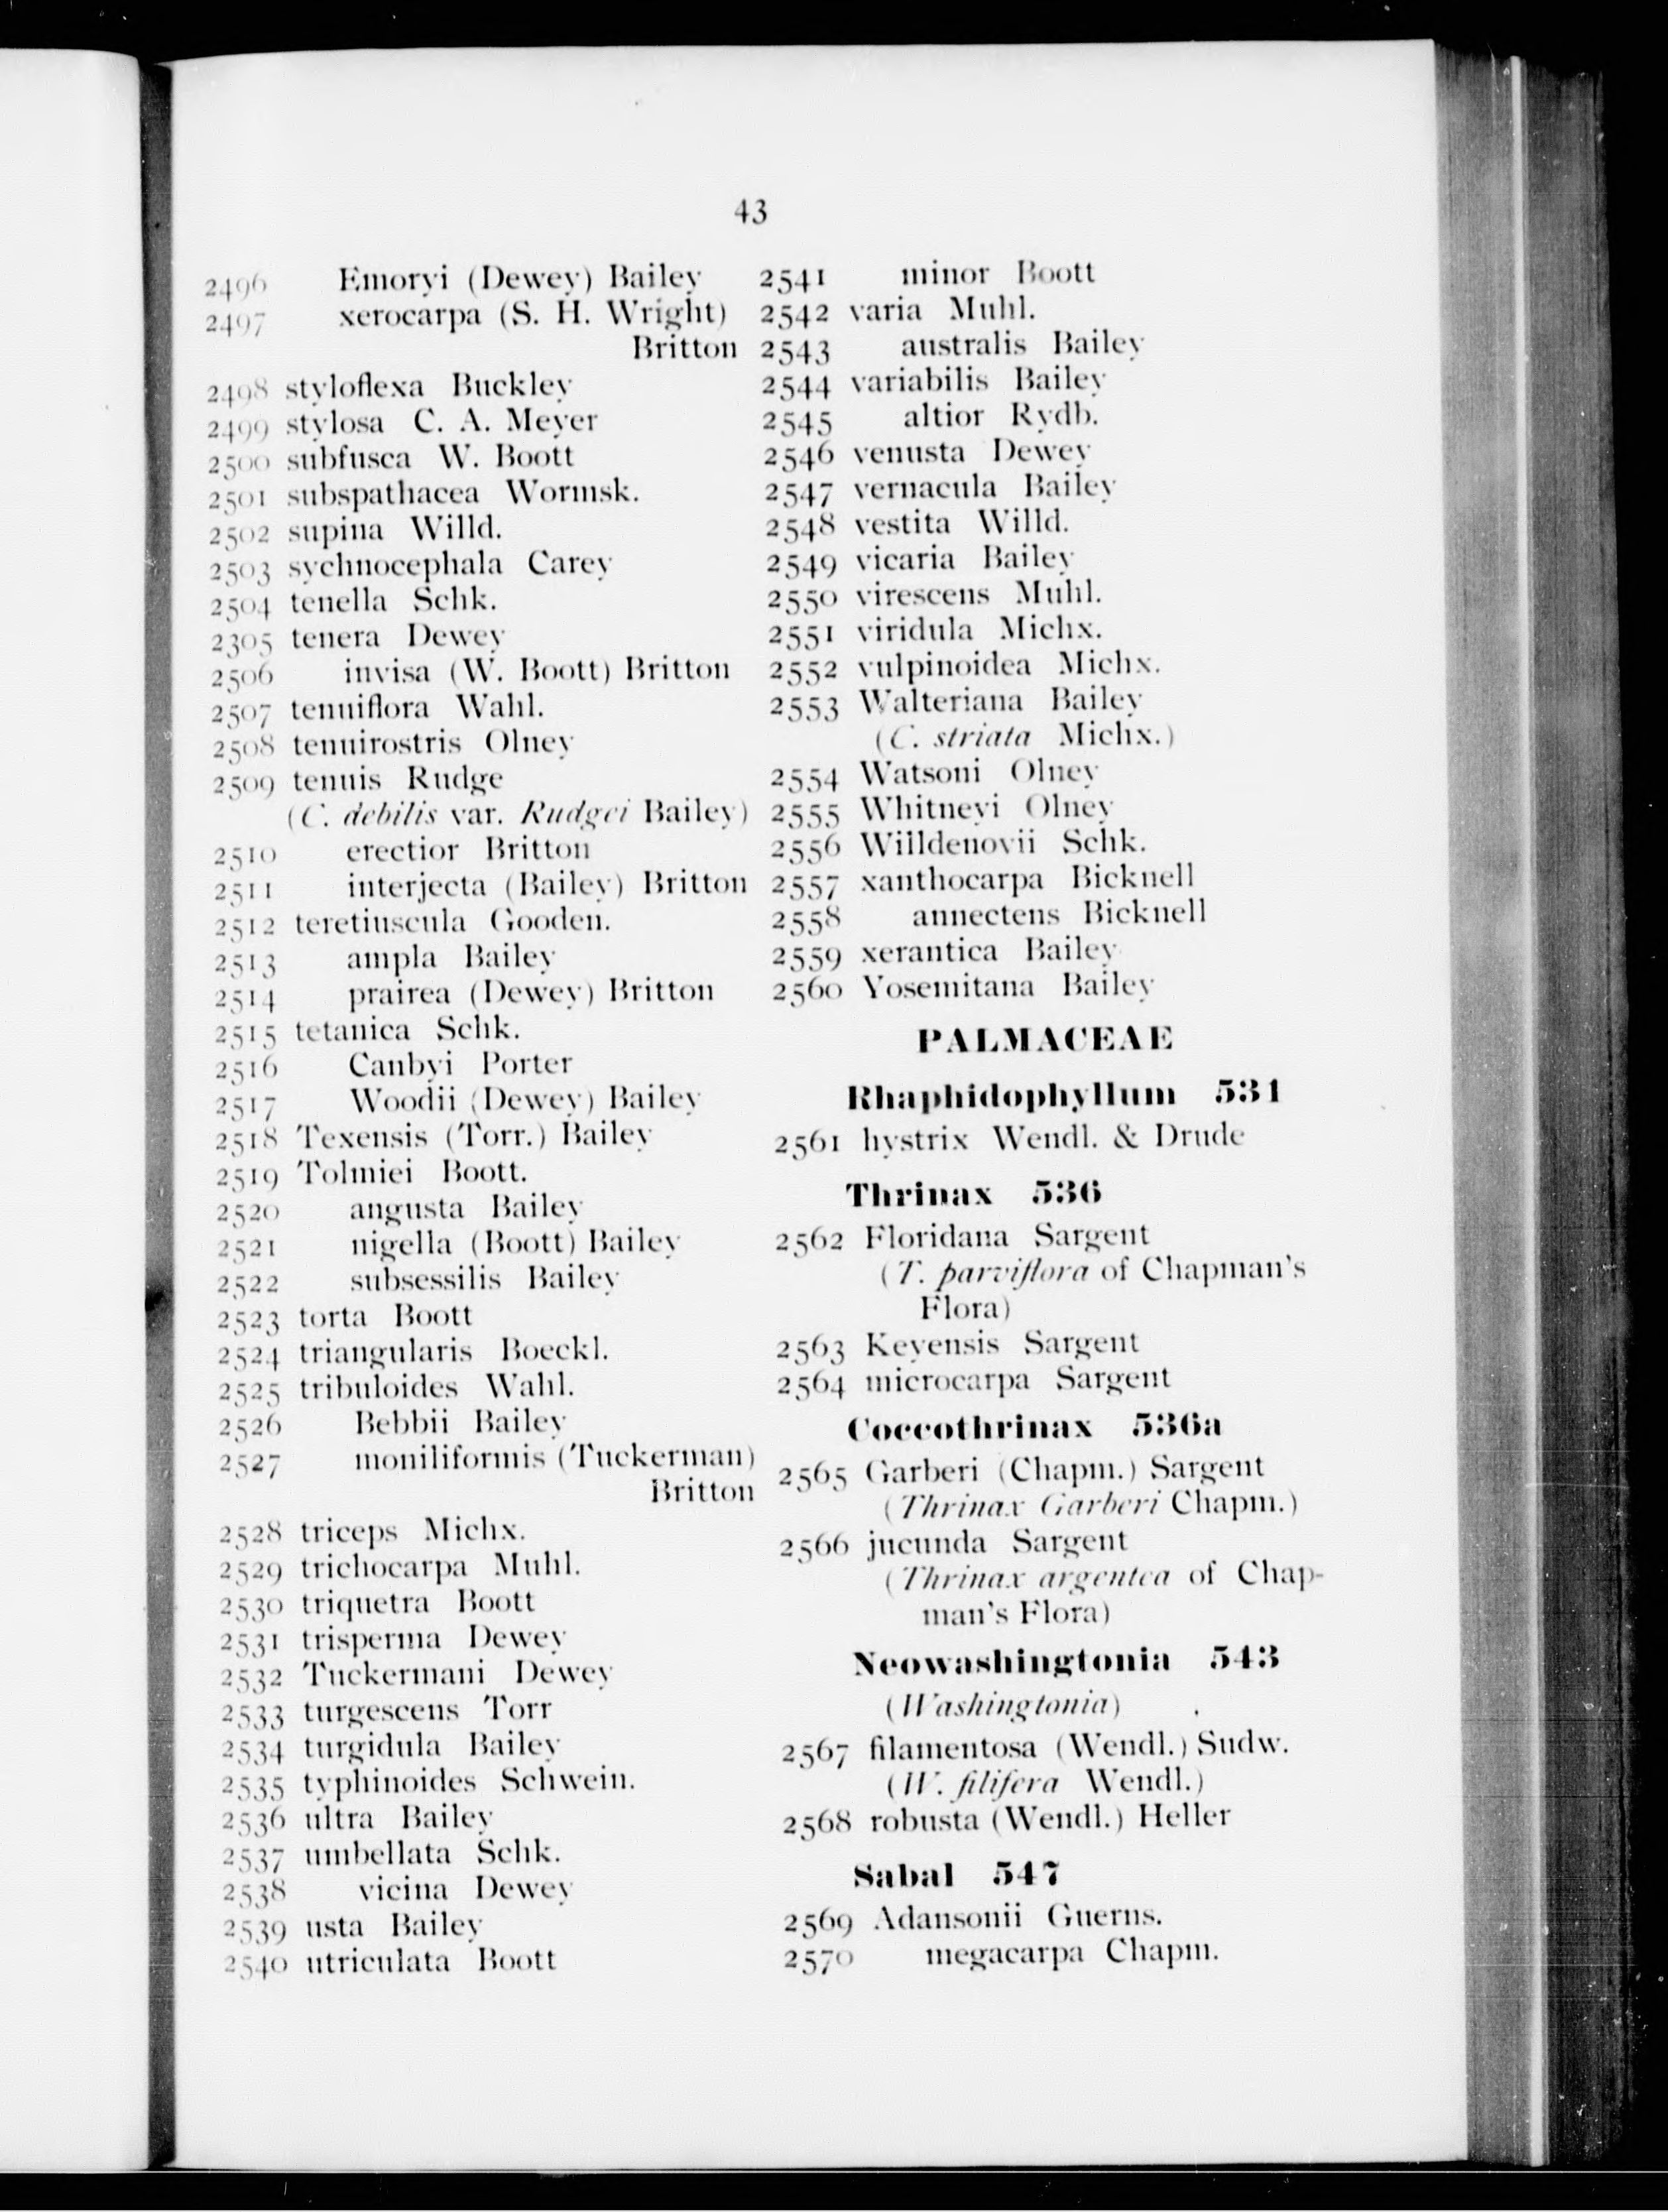 43
2496 Emoryi (Dewey) Bailey
2497 xerocarpa (S. H. Wright)
Britton
2498 styloflexa Buckley
2499 stylosa C. A. Meyer
2500 subfusca W. Boott
2501 subspathacea Wormsk.
2502 supina Willd.
2503 sychnocephala Carey
2504 tenella Schk.
2305 tenera Dewey
2506 invisa (W. Boott) Britton
2507 tenuiflora Wahl.
2508 tenuirostris Olney
2509 tenuis Rudge
(C. debilis var. Rudgei Bailey)
2510 erectior Britton
2511 interjecta (Bailey) Britton
2512 teretiuscula Gooden.
2513 ampla Bailey
2514 prairea (Dewey) Britton
2515 tetanica Schk.
2516 Canbyi Porter
2517 Woodii (Dewey) Bailey
2518 Texensis (Torr.) Bailey
2519 Tolmiei Boott.
2520 angusta Bailey
2521 nigella (Boott) Bailey
2522 subsessilis Bailey
2523 torta Boott
2524 triangularis Boeckl.
2525 tribuloides Wahl.
2526 Bebbii Bailey
2527 moniliformis (Tuckerman)
Britton
2528 triceps Michx.
2529 trichocarpa Muhl.
2530 triquetra Boott
2531 trisperma Dewey
2532 Tuckermani Dewey
2533 turgescens Torr
2534 turgidula Bailey
2535 typhinoides Schwein.
2536 ultra Bailey
2537 umbellata Schk.
2538 vicina Dewey
2539 usta Bailey
2540 utriculata Boott
2541 minor Boott
2542 varia Muhl.
2543 australis Bailey
2544 variabilis Bailey
2545 altior Rydb.
2546 venusta Dewey
2547 vernacula Bailey
2548 vestita Willd.
2549 vicaria Bailey
2550 virescens Muhl.
2551 viridula Michx.
2552 vulpinoidea Michx.
2553 Walteriana Bailey
(C. striata Michx.)
2554 Watsoni Olney
2555 Whitneyi Olney
2556 Willdenovii Schk.
2557 xanthocarpa Bicknell
2558 annectens Bicknell
2559 xerantica Bailey
2560 Yosemitana Bailey
PALMACEAE
Rhaphidophyllum 531
2561 hystrix Wendl. & Drude
Thrinax 536
2562 Floridana Sargent
(T. parviflora of Chapman's
Flora)
2563 Keyensis Sargent
2564 microcarpa Sargent
Coccothrinax 536a
2565 Garberi (Chapm.) Sargent
(Thrinax Garberi Chapm.)
2566 jucunda Sargent
(Thrinax argentea of Chap-
man's Flora)
Neowashingtonia 543
(Washingtonia)
2567 filamentosa (Wendl.) Sudw.
(W. filifera Wendl.)
2568 robusta (Wendl.) Heller
Sabal 547
2569 Adansonii Guerns.
2570 megacarpa Chapm.